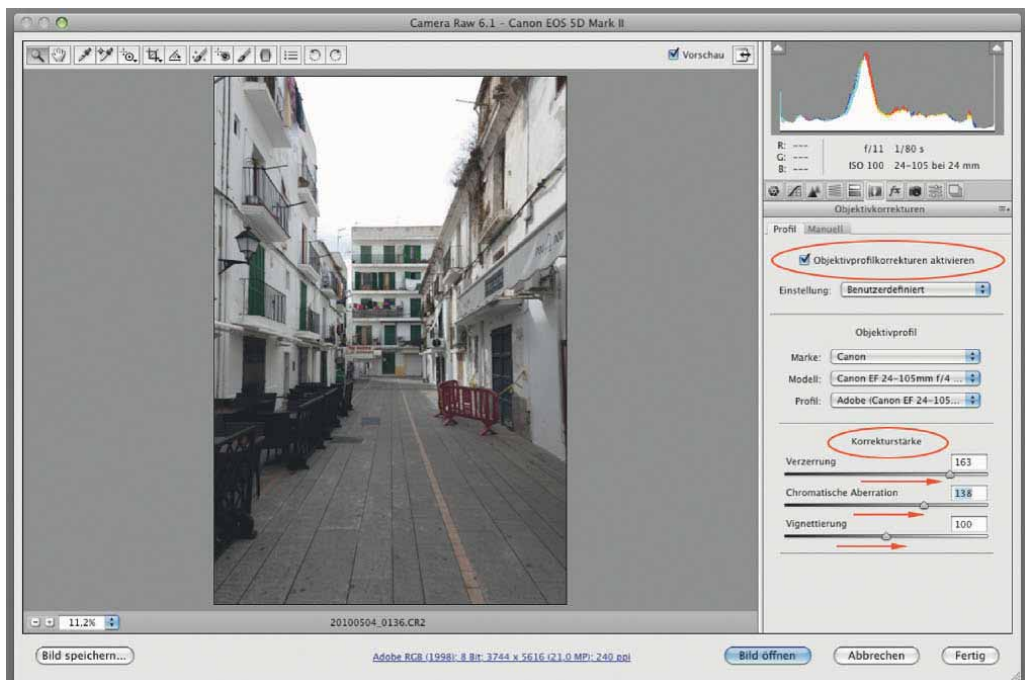 Camera Raw 6.1 - Canon EOS 5D Mark II
Vorschau
R: ---
G: ---
B: ---
f/11 1/80 s
ISO 100 24-105 bei 24 mm
Objektivkorrekturen
Profil Manuell
Objektivprofilkorrekturen aktivieren
Einstellung: Benutzerdefiniert
Objektivprofil
Marke: Canon
Modell: Canon EF 24-105mm f/4 ...
Profil: Adobe (Canon EF 24-105...
Korrekturstärke
Verzerrung 163
Chromatische Aberration 138
Vignettierung 100
11,2% 20100504_0136.CR2
Bild speichern... Adobe RGB (1998); 8 Bit; 3744 x 5616 (21,0 MP); 240 ppi Bild öffnen Abbrechen Fertig